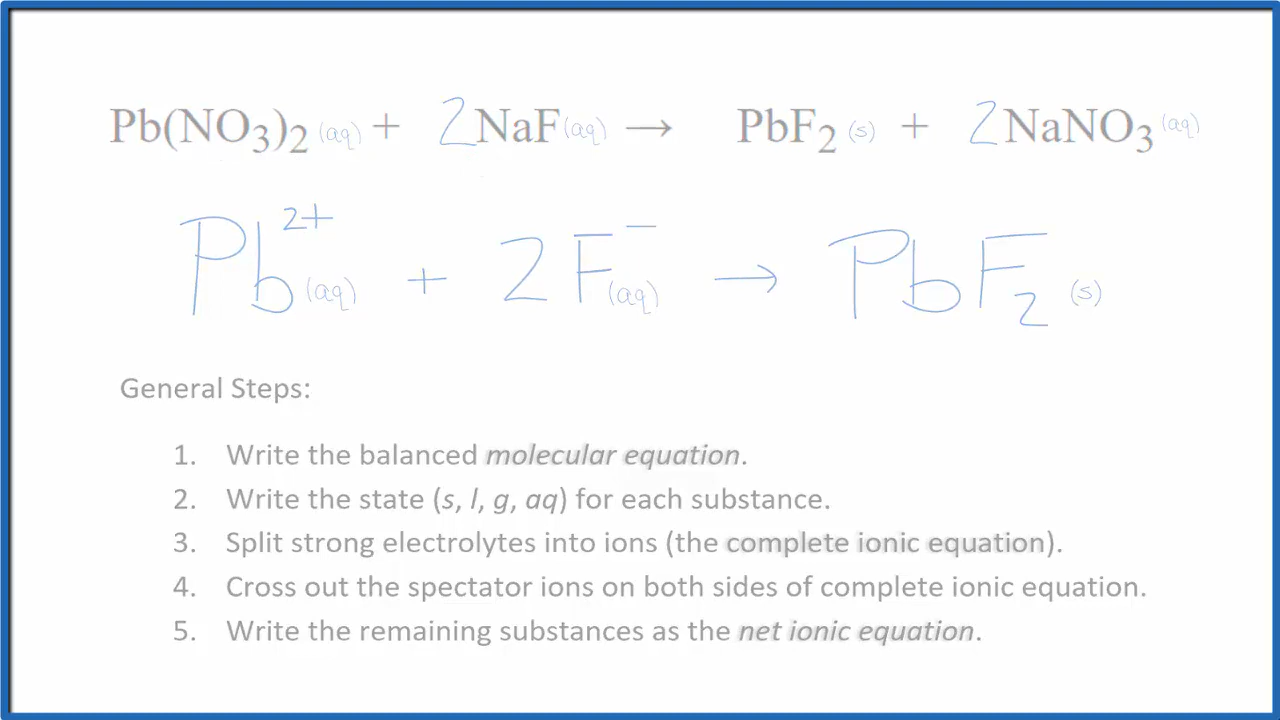 Pb(NO₃)₂ (aq) + 2NaF (aq) → PbF₂ (s) + 2NaNO₃ (aq)
Pb²⁺ (aq) + 2F⁻ (aq) → PbF₂ (s)
General Steps:
1. Write the balanced molecular equation.
2. Write the state (s, l, g, aq) for each substance.
3. Split strong electrolytes into ions (the complete ionic equation).
4. Cross out the spectator ions on both sides of complete ionic equation.
5. Write the remaining substances as the net ionic equation.